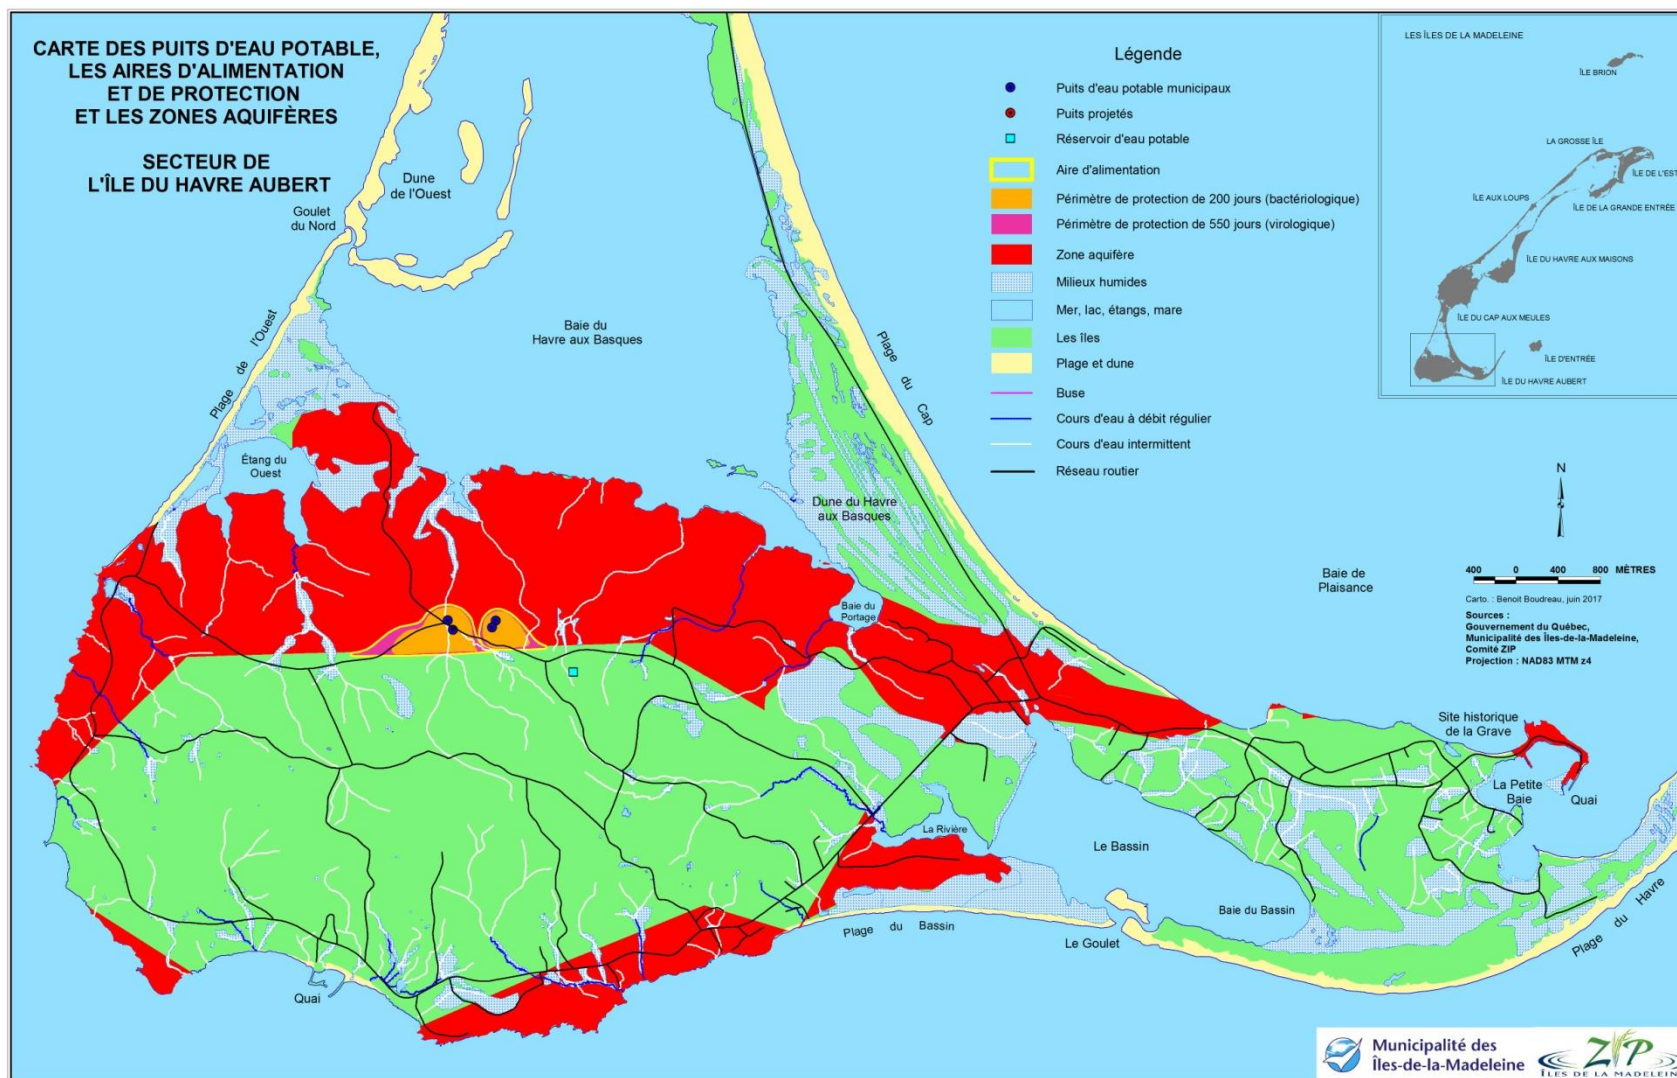 CARTE DES PUITS D'EAU POTABLE,
LES AIRES D'ALIMENTATION
ET DE PROTECTION
ET LES ZONES AQUIFÈRES
SECTEUR DE
L'ÎLE DU HAVRE AUBERT
Légende
Puits d'eau potable municipaux
Puits projetés
Réservoir d'eau potable
Aire d'alimentation
Périmètre de protection de 200 jours (bactériologique)
Périmètre de protection de 550 jours (virologique)
Zone aquifère
Milieux humides
Mer, lac, étangs, mare
Les îles
Plage et dune
Buse
Cours d'eau à débit régulier
Cours d'eau intermittent
Réseau routier
LES ÎLES DE LA MADELEINE
ÎLE BRION
LA GROSSE ÎLE
ÎLE DE L'EST
ÎLE AUX LOUPS
ÎLE DE LA GRANDE ENTRÉE
ÎLE DU HAVRE AUX MAISONS
ÎLE DU CAP AUX MEULES
ÎLE D'ENTRÉE
ÎLE DU HAVRE AUBERT
N
400 0 400 800 MÈTRES
Carto. : Benoit Boudreau, juin 2017
Sources :
Gouvernement du Québec,
Municipalité des Îles-de-la-Madeleine,
Comité ZIP
Projection : NAD83 MTM z4
Dune
de l'Ouest
Goulet
du Nord
Plage de l'Ouest
Baie du
Havre aux Basques
Plage du Cap
Étang du
Ouest
Dune du Havre
aux Basques
Baie de
Plaisance
Baie du
Portage
Site historique
de la Grave
La Petite
Baie
Quai
La Rivière
Le Bassin
Baie du Bassin
Plage du Bassin
Le Goulet
Plage du Havre
Quai
Municipalité des
Îles-de-la-Madeleine
ZIP
ÎLES DE LA MADELEIN